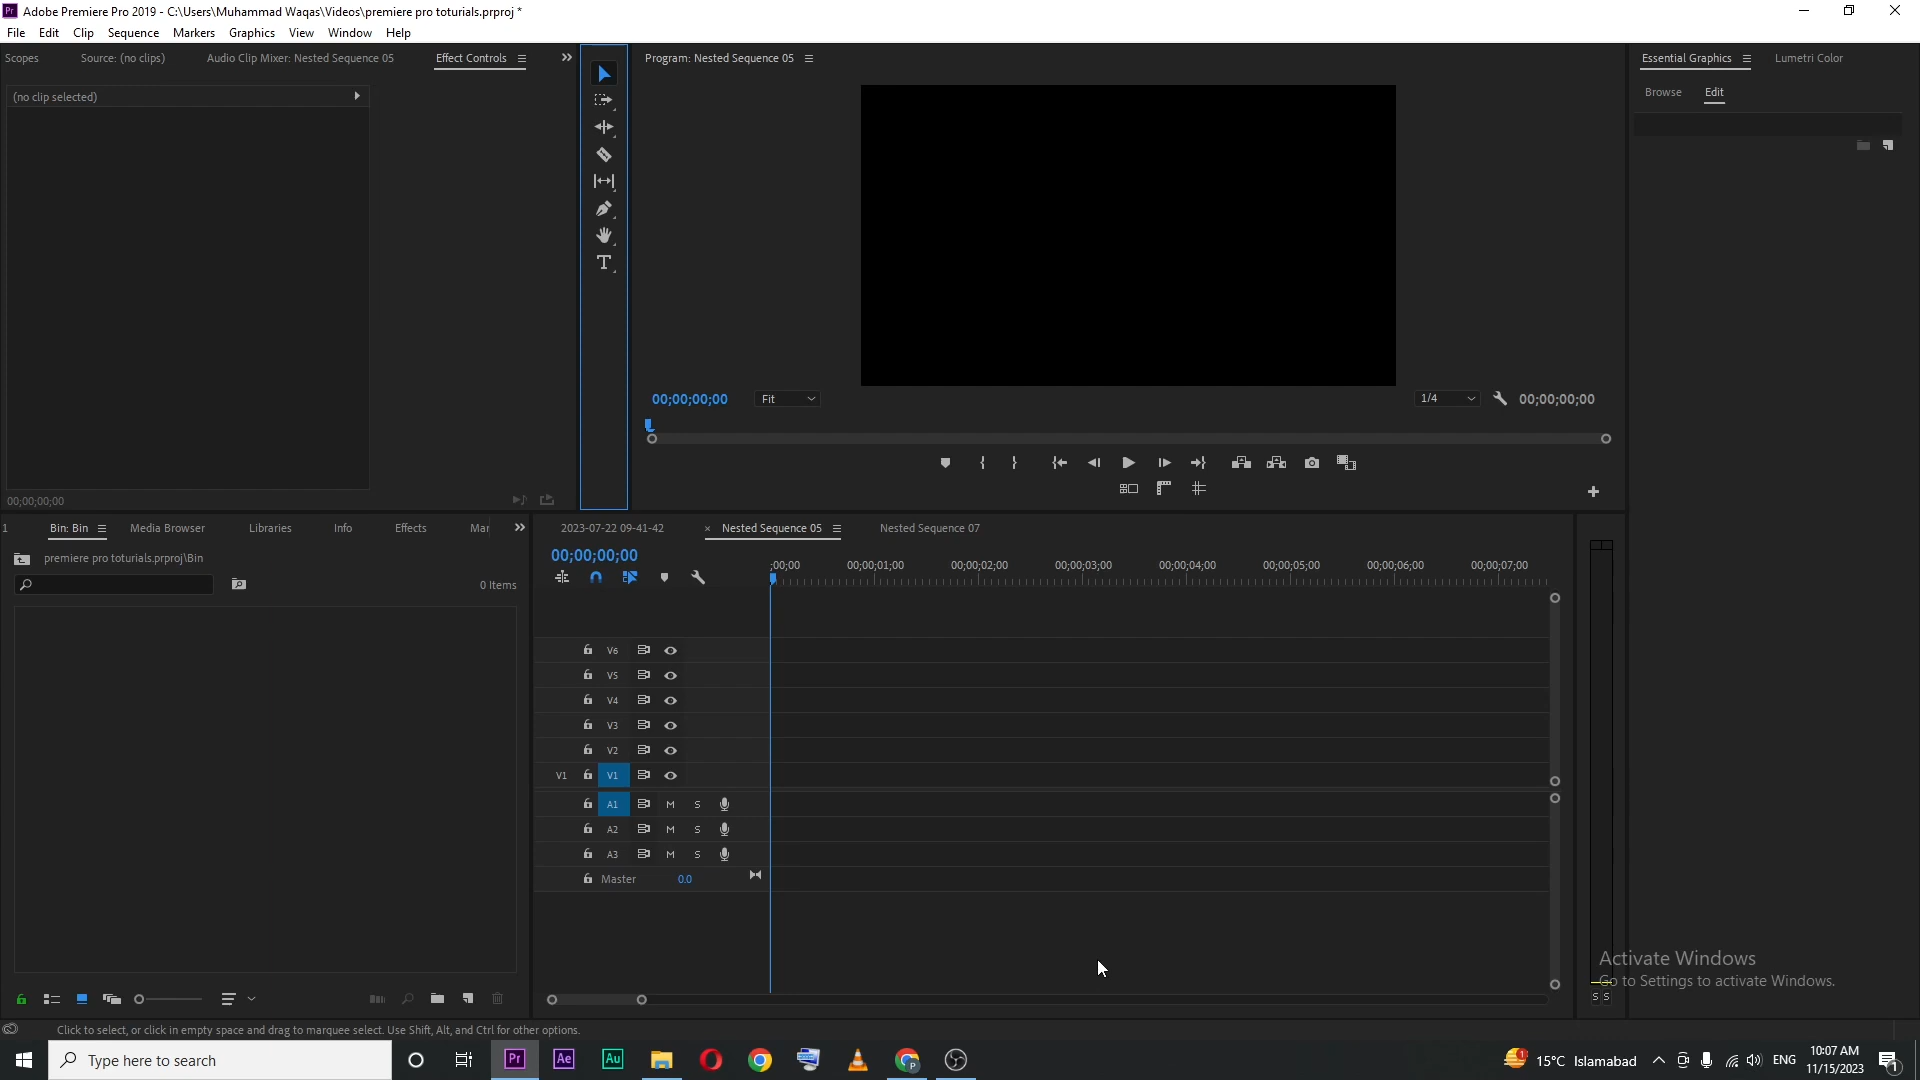 Pr Adobe Premiere Pro 2019 - C:\Users\Muhammad Waqas\Videos\premiere pro toturials.prproj *
File Edit Clip Sequence Markers Graphics View Window Help
Scopes Source: (no clips) Audio Clip Mixer: Nested Sequence 05 Effect Controls
Program: Nested Sequence 05
Essential Graphics Lumetri Color
Browse Edit
(no clip selected)
00;00;00;00 Fit 1/4 00;00;00;00
00;00;00;00
1 Bin: Bin Media Browser Libraries Info Effects Mar
2023-07-22 09-41-42 × Nested Sequence 05 Nested Sequence 07
premiere pro toturials.prproj\Bin
0 Items
00;00;00;00
;00;00 00;00;01;00 00;00;02;00 00;00;03;00 00;00;04;00 00;00;05;00 00;00;06;00 00;00;07;00
V6
V5
V4
V3
V2
V1 V1
A1 M S
A2 M S
A3 M S
Master 0.0
Activate Windows
Go to Settings to activate Windows.
S S
Click to select, or click in empty space and drag to marquee select. Use Shift, Alt, and Ctrl for other options.
Type here to search
Pr Ae Au
P
1
15°C Islamabad
ENG
10:07 AM
11/15/2023
1